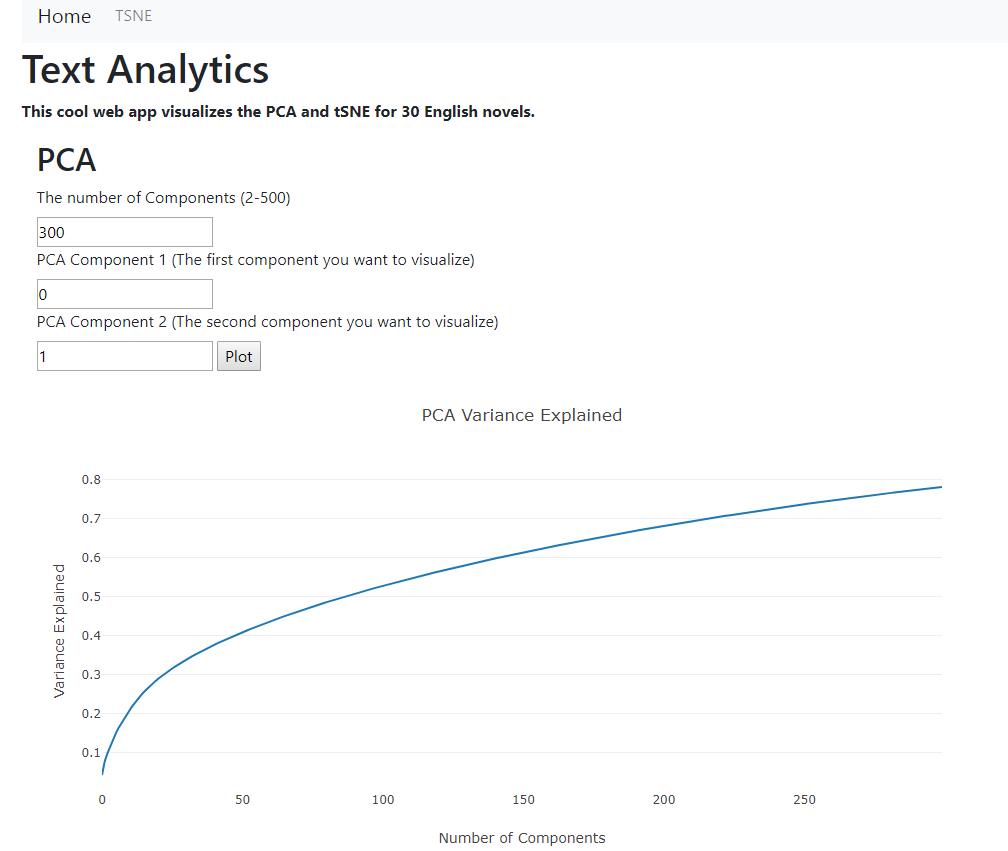 Home TSNE
Text Analytics
This cool web app visualizes the PCA and tSNE for 30 English novels.
PCA
The number of Components (2-500)
300
PCA Component 1 (The first component you want to visualize)
0
PCA Component 2 (The second component you want to visualize)
1 Plot
PCA Variance Explained
0.8
0.7
0.6
0.5
0.4
0.3
0.2
0.1
Variance Explained
0 50 100 150 200 250
Number of Components